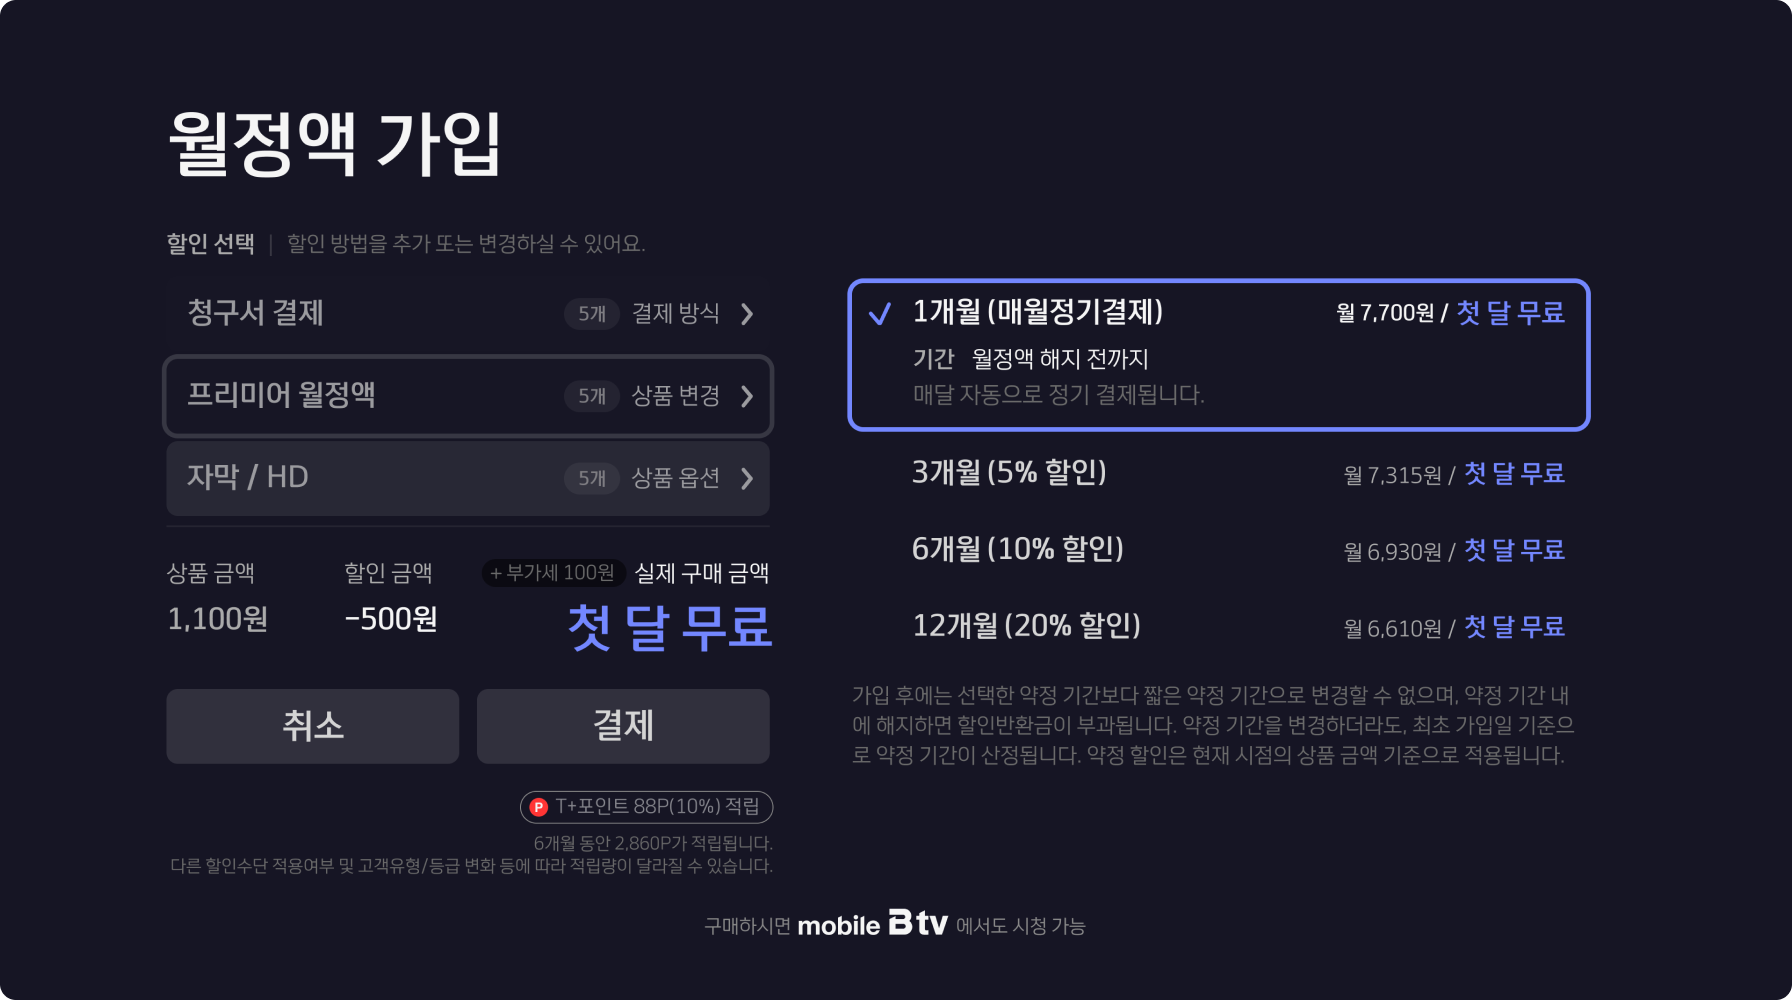 월정액 가입
할인 선택 | 할인 방법을 추가 또는 변경하실 수 있어요.
청구서 결제 5개 결제 방식
프리미어 월정액 5개 상품 변경
자막 / HD 5개 상품 옵션
상품 금액 할인 금액 + 부가세 100원 실제 구매 금액
1,100원 -500원 첫 달 무료
취소 결제
P T+포인트 88P(10%) 적립
6개월 동안 2,860P가 적립됩니다.
다른 할인수단 적용여부 및 고객유형/등급 변화 등에 따라 적립량이 달라질 수 있습니다.
1개월 (매월정기결제) 월 7,700원 / 첫 달 무료
기간 월정액 해지 전까지
매달 자동으로 정기 결제됩니다.
3개월 (5% 할인) 월 7,315원 / 첫 달 무료
6개월 (10% 할인) 월 6,930원 / 첫 달 무료
12개월 (20% 할인) 월 6,610원 / 첫 달 무료
가입 후에는 선택한 약정 기간보다 짧은 약정 기간으로 변경할 수 없으며, 약정 기간 내
에 해지하면 할인반환금이 부과됩니다. 약정 기간을 변경하더라도, 최초 가입일 기준으
로 약정 기간이 산정됩니다. 약정 할인은 현재 시점의 상품 금액 기준으로 적용됩니다.
구매하시면 mobile B tv 에서도 시청 가능